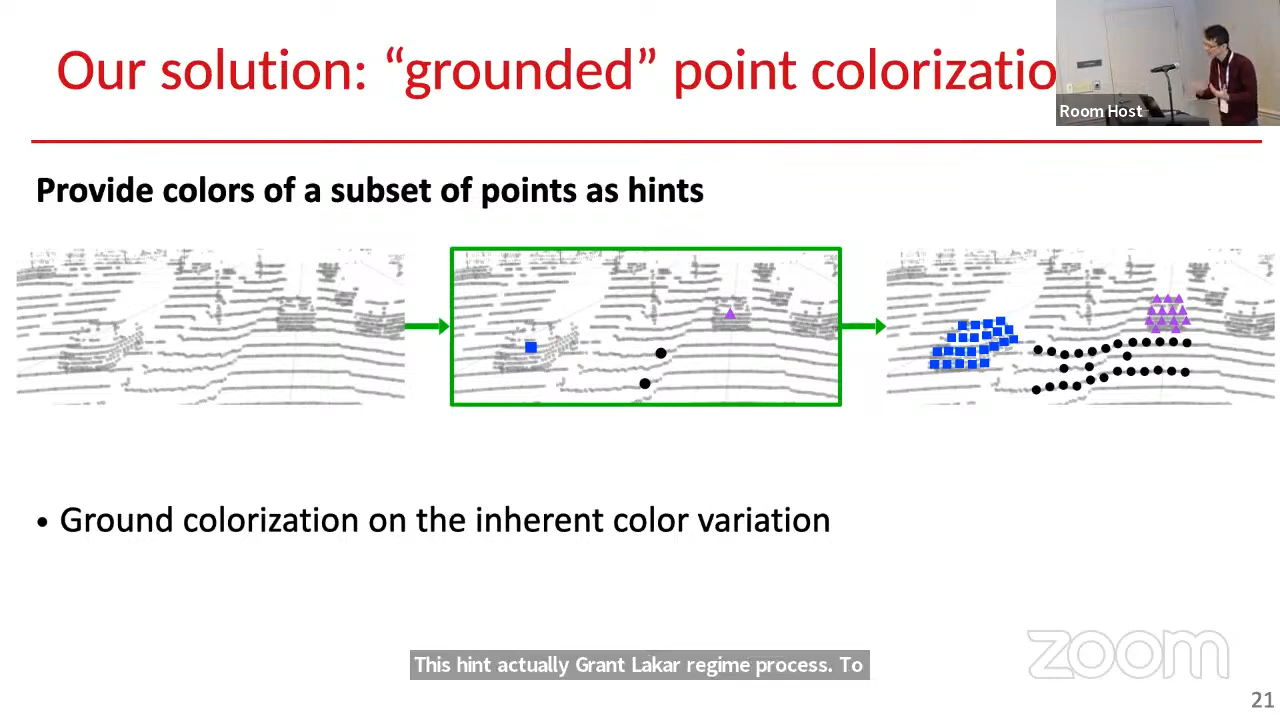 Our solution: “grounded” point colorizatio
Room Host
Provide colors of a subset of points as hints
• Ground colorization on the inherent color variation
This hint actually Grant Lakar regime process. To
zoom
21